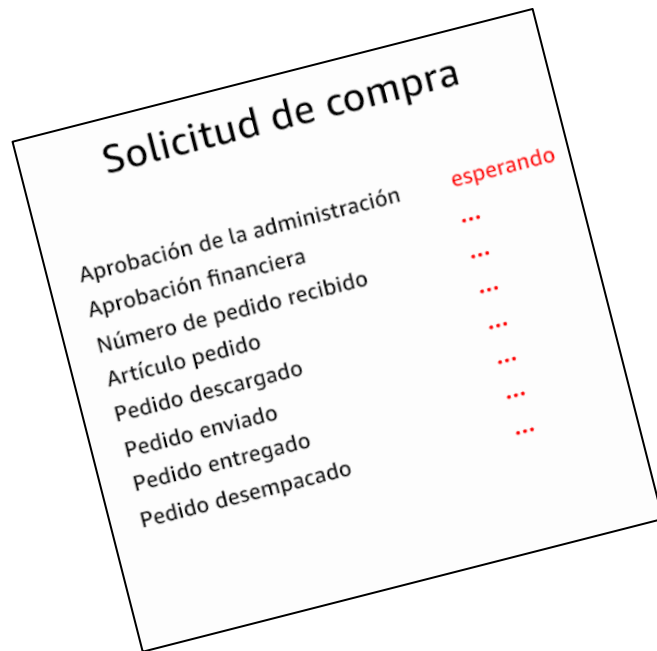 Solicitud de compra
Aprobación de la administración esperando
Aprobación financiera ...
Número de pedido recibido ...
Artículo pedido ...
Pedido descargado ...
Pedido enviado ...
Pedido entregado ...
Pedido desempacado ...